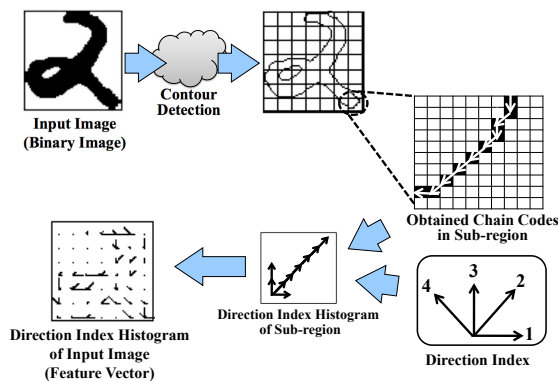 Input Image
(Binary Image)
Contour
Detection
Obtained Chain Codes
in Sub-region
Direction Index Histogram
of Input Image
(Feature Vector)
Direction Index Histogram
of Sub-region
4
3
2
1
Direction Index